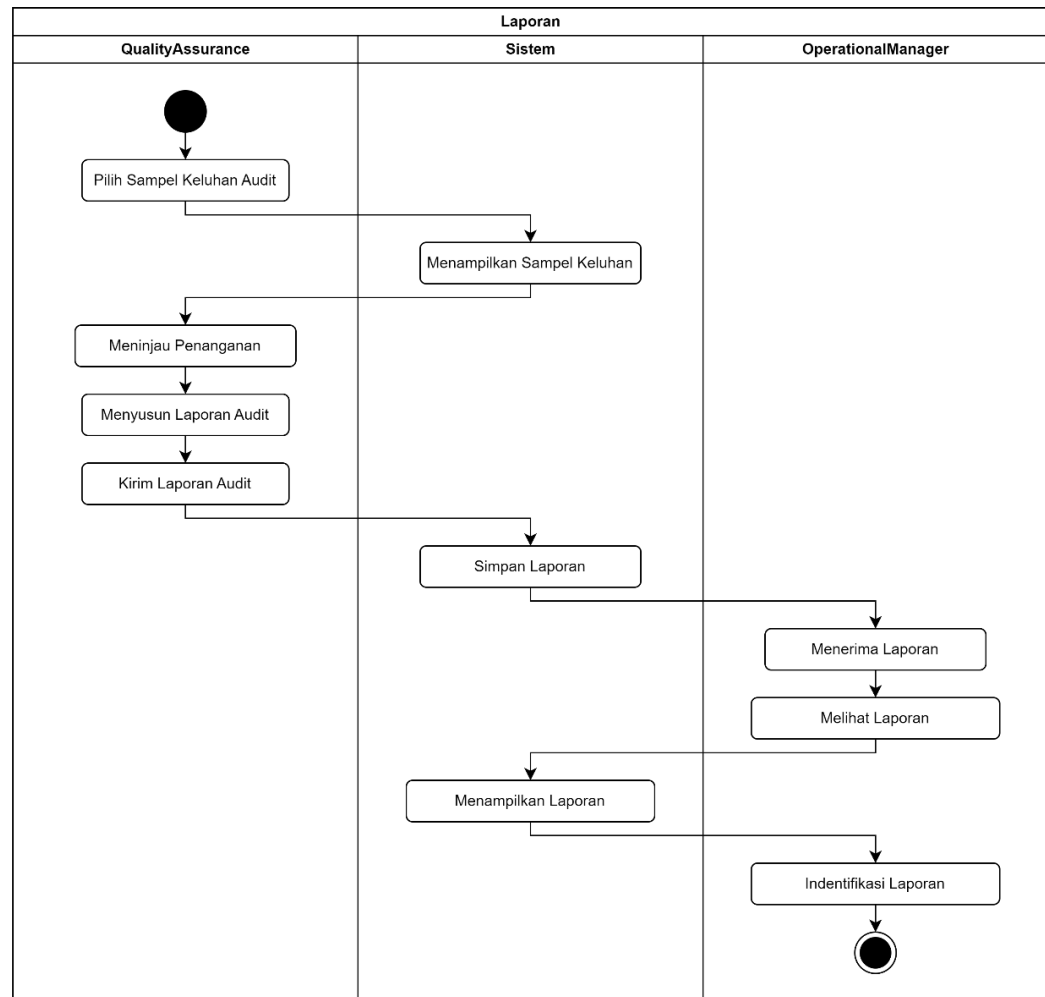 Laporan
QualityAssurance
Sistem
OperationalManager
Pilih Sampel Keluhan Audit
Menampilkan Sampel Keluhan
Meninjau Penanganan
Menyusun Laporan Audit
Kirim Laporan Audit
Simpan Laporan
Menerima Laporan
Melihat Laporan
Menampilkan Laporan
Indentifikasi Laporan